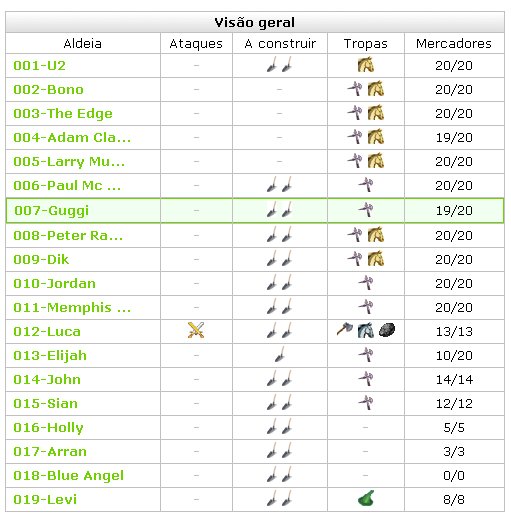 Visão geral
Aldeia Ataques A construir Tropas Mercadores
001-U2 - 20/20
002-Bono - - 20/20
003-The Edge - - 20/20
004-Adam Cla... - - 19/20
005-Larry Mu... - - 20/20
006-Paul Mc ... - 20/20
007-Guggi - 19/20
008-Peter Ra... - 20/20
009-Dik - 20/20
010-Jordan - 20/20
011-Memphis ... - 20/20
012-Luca 13/13
013-Elijah - 10/20
014-John - 14/14
015-Sian - 12/12
016-Holly - - 5/5
017-Arran - - 3/3
018-Blue Angel - - 0/0
019-Levi - 8/8